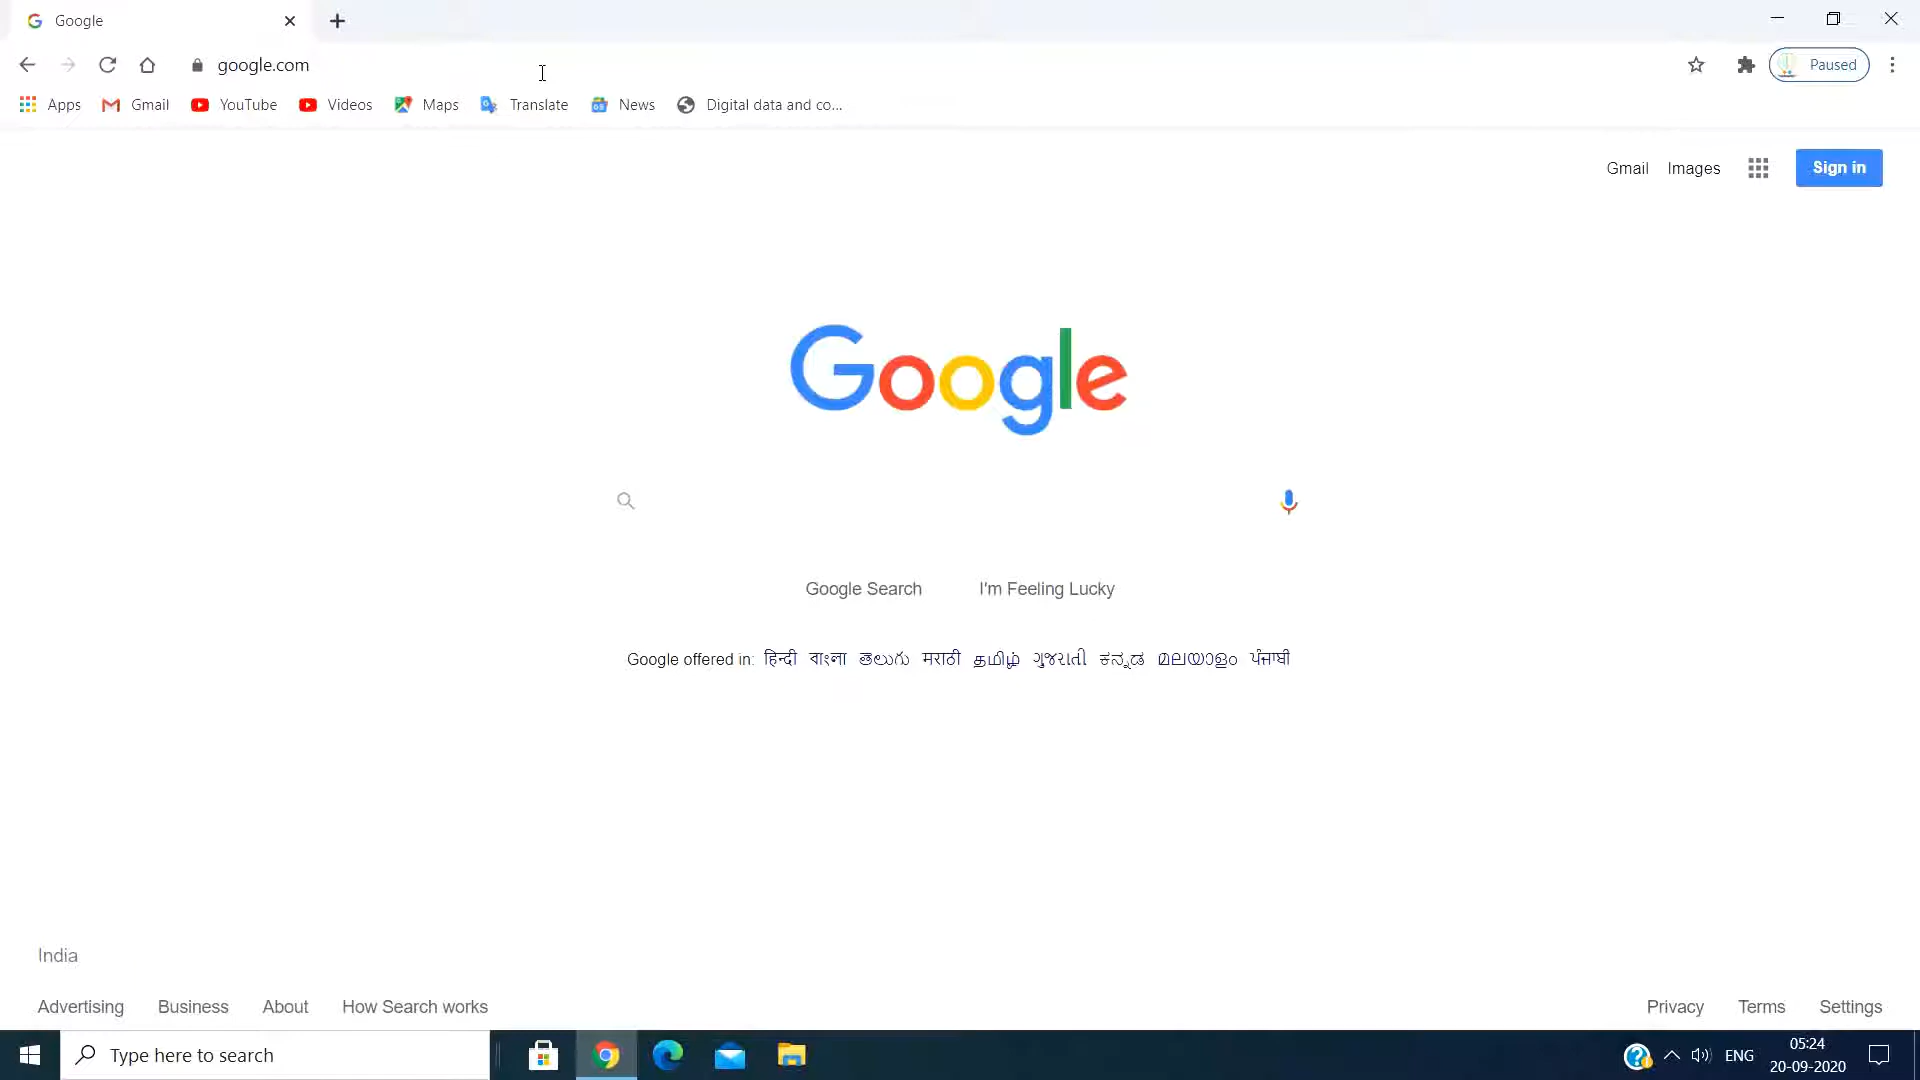 Google
google.com
Paused
Apps Gmail YouTube Videos Maps Translate News Digital data and co...
Gmail Images Sign in
Google
Google Search I'm Feeling Lucky
Google offered in: हिन्दी বাংলা తెలుగు मराठी தமிழ் ગુજરાતી ಕನ್ನಡ മലയാളം ਪੰਜਾਬੀ
India
Advertising Business About How Search works Privacy Terms Settings
Type here to search
ENG
05:24
20-09-2020